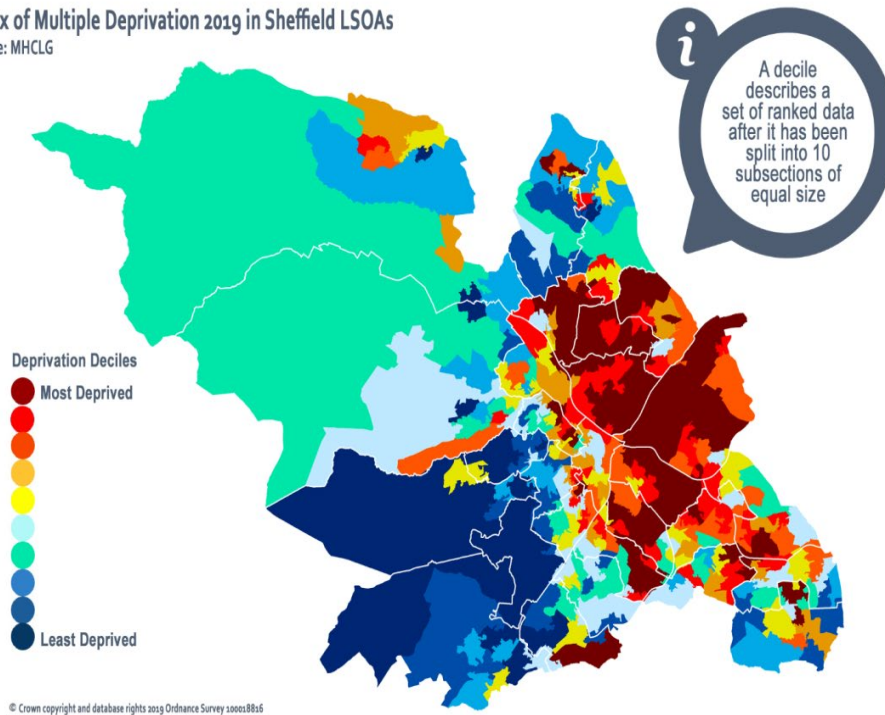 x of Multiple Deprivation 2019 in Sheffield LSOAs
e: MHCLG
i
A decile
describes a
set of ranked data
after it has been
split into 10
subsections of
equal size
Deprivation Deciles
Most Deprived
Least Deprived
© Crown copyright and database rights 2019 Ordnance Survey 100018816